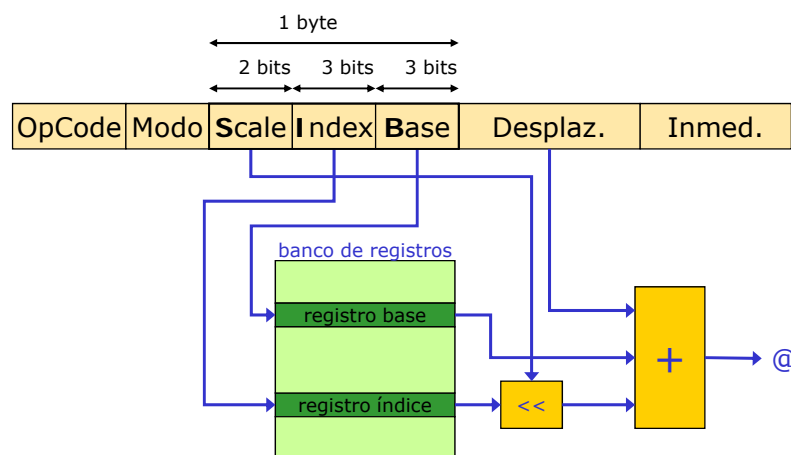 1 byte
2 bits 3 bits 3 bits
OpCode Modo Scale Index Base Desplaz. Inmed.
banco de registros
registro base
+ @
registro índice <<